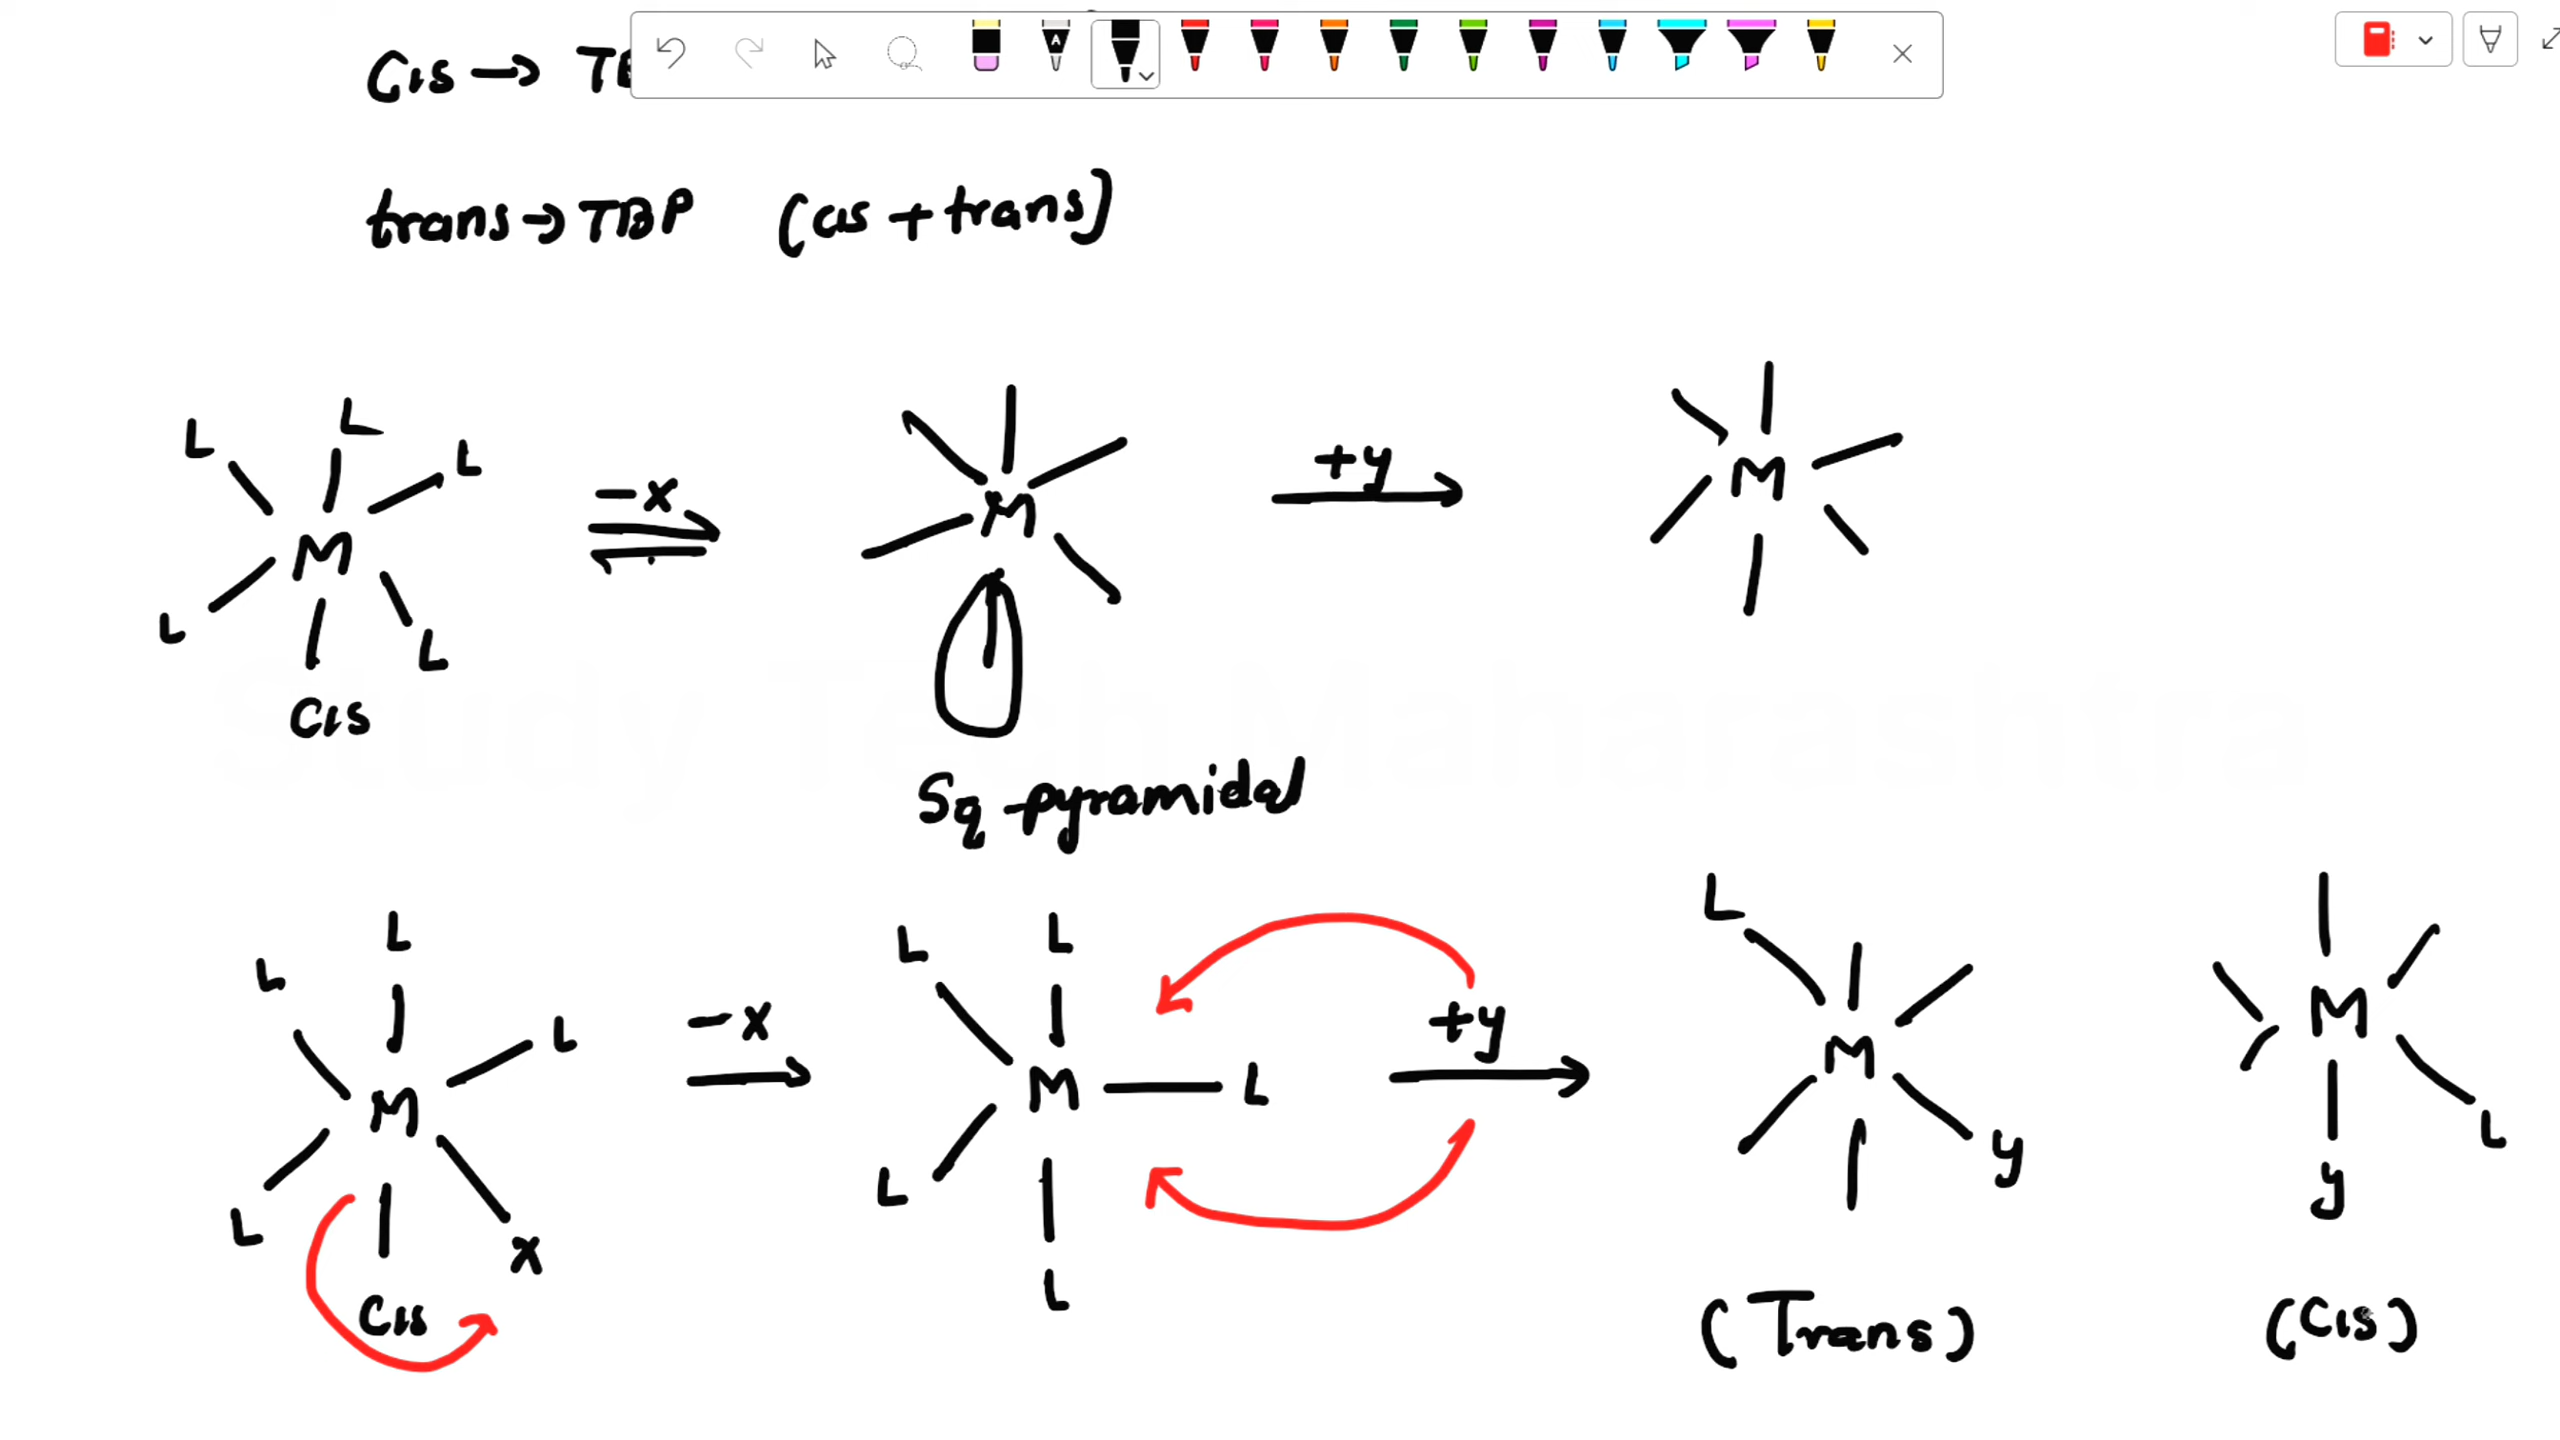 Cis → TB
trans → TBP (cis + trans)
L L L M L L Cis
-x
M
+y
M
Sq-pyramidal
L L L M L X Cis
-x
L L M L L L
+y
L M y
(Trans)
M L y
(Cis)